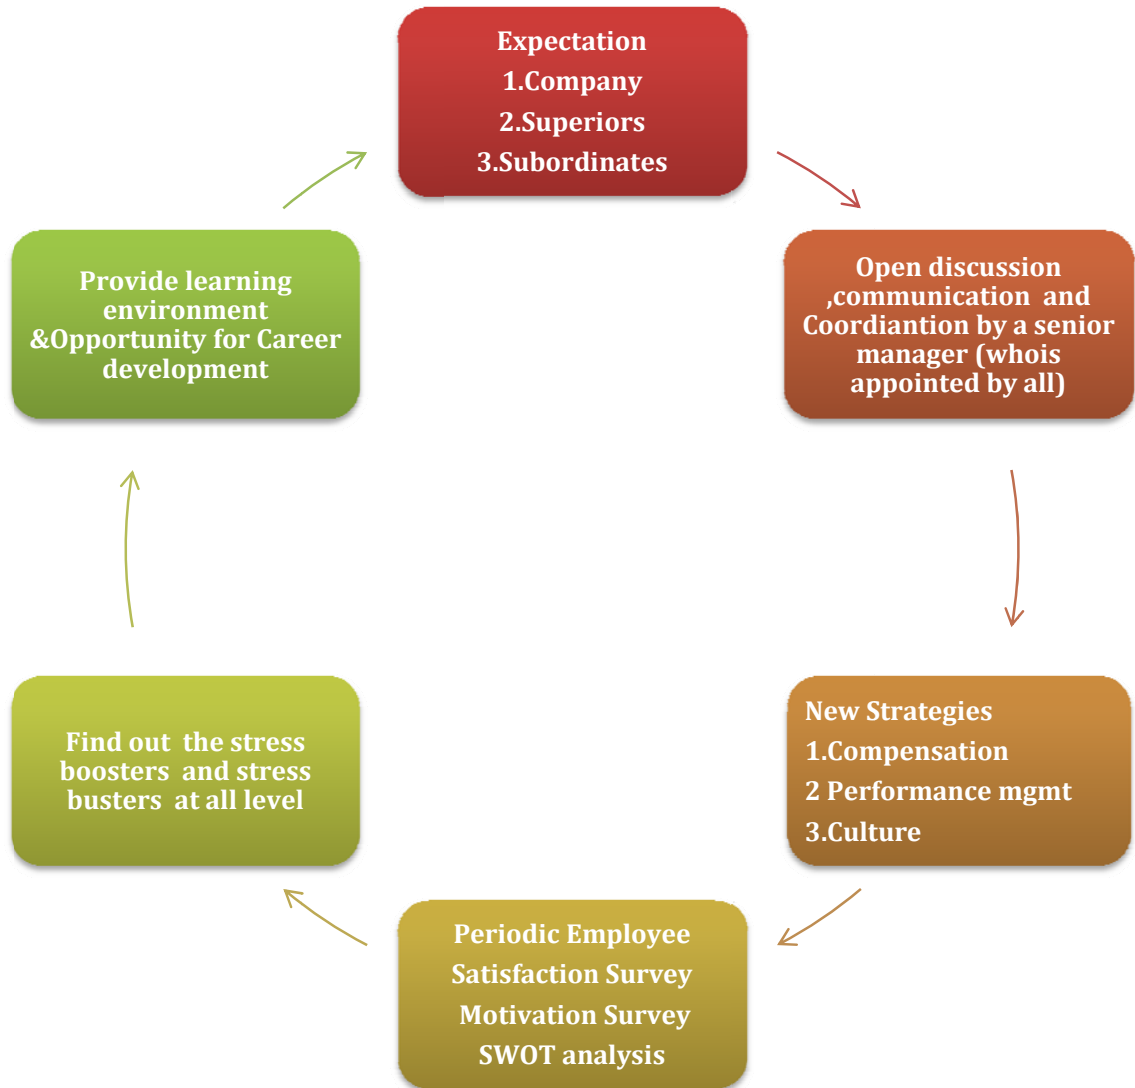 Expectation
1.Company
2.Superiors
3.Subordinates
Open discussion
,communication and
Coordiantion by a senior
manager (whois
appointed by all)
New Strategies
1.Compensation
2 Performance mgmt
3.Culture
Periodic Employee
Satisfaction Survey
Motivation Survey
SWOT analysis
Find out the stress
boosters and stress
busters at all level
Provide learning
environment
&Opportunity for Career
development